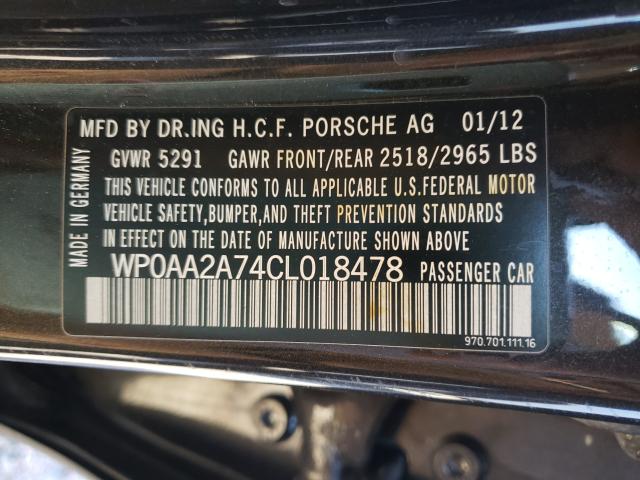 MFD BY DR.ING H.C.F. PORSCHE AG 01/12
GVWR 5291 GAWR FRONT/REAR 2518/2965 LBS
THIS VEHICLE CONFORMS TO ALL APPLICABLE U.S.FEDERAL MOTOR
VEHICLE SAFETY,BUMPER,AND THEFT PREVENTION STANDARDS
IN EFFECT ON THE DATE OF MANUFACTURE SHOWN ABOVE
WP0AA2A74CL018478 PASSENGER CAR
970.701.111.16
MADE IN GERMANY